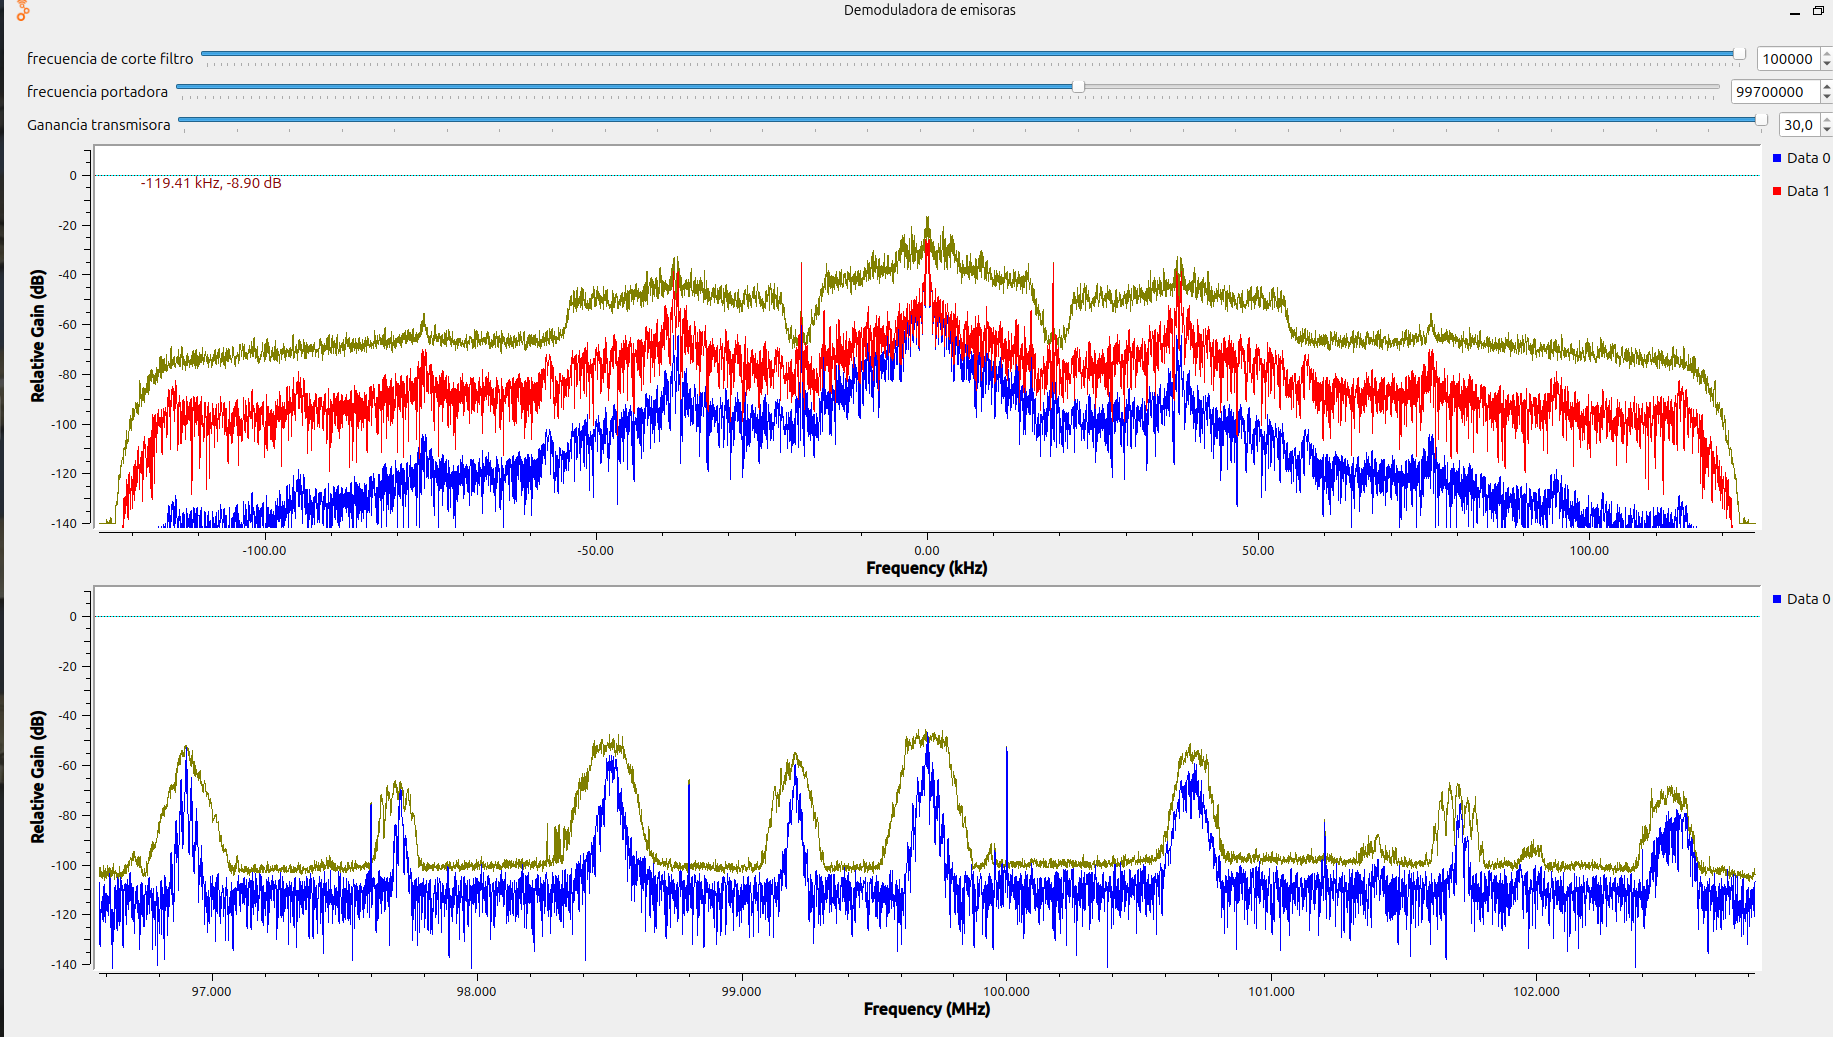 Demoduladora de emisoras
frecuencia de corte filtro 100000
frecuencia portadora 99700000
Ganancia transmisora 30,0
Data 0
Data 1
-119.41 kHz, -8.90 dB
Relative Gain (dB)
0
-20
-40
-60
-80
-100
-120
-140
-100.00 -50.00 0.00 50.00 100.00
Frequency (kHz)
Data 0
Relative Gain (dB)
0
-20
-40
-60
-80
-100
-120
-140
97.000 98.000 99.000 100.000 101.000 102.000
Frequency (MHz)